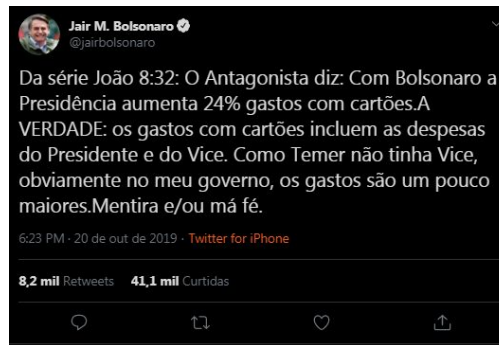 Jair M. Bolsonaro
@jairbolsonaro
Da série João 8:32: O Antagonista diz: Com Bolsonaro a
Presidência aumenta 24% gastos com cartões.A
VERDADE: os gastos com cartões incluem as despesas
do Presidente e do Vice. Como Temer não tinha Vice,
obviamente no meu governo, os gastos são um pouco
maiores.Mentira e/ou má fé.
6:23 PM · 20 de out de 2019 · Twitter for iPhone
8,2 mil Retweets 41,1 mil Curtidas